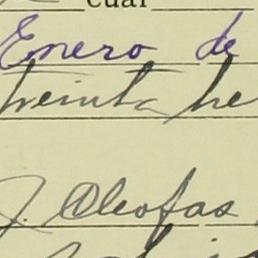 cual
Enero de
treinta he
J. Cleofas